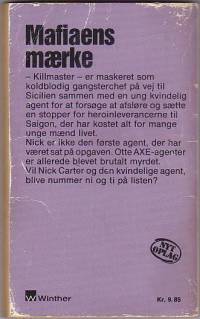 Mafiaens
mærke
– Killmaster – er maskeret som
koldblodig gangsterchef på vej til
Sicilien sammen med en ung kvindelig
agent for at forsøge at afsløre og sætte
en stopper for heroinleverancerne til
Saigon, der har kostet alt for mange
unge mænd livet.
Nick er ikke den første agent, der har
været sat på opgaven. Otte AXE-agenter
er allerede blevet brutalt myrdet.
Vil Nick Carter og den kvindelige agent,
blive nummer ni og ti på listen?
NYT
OPLAG
Winther
Kr. 9.85